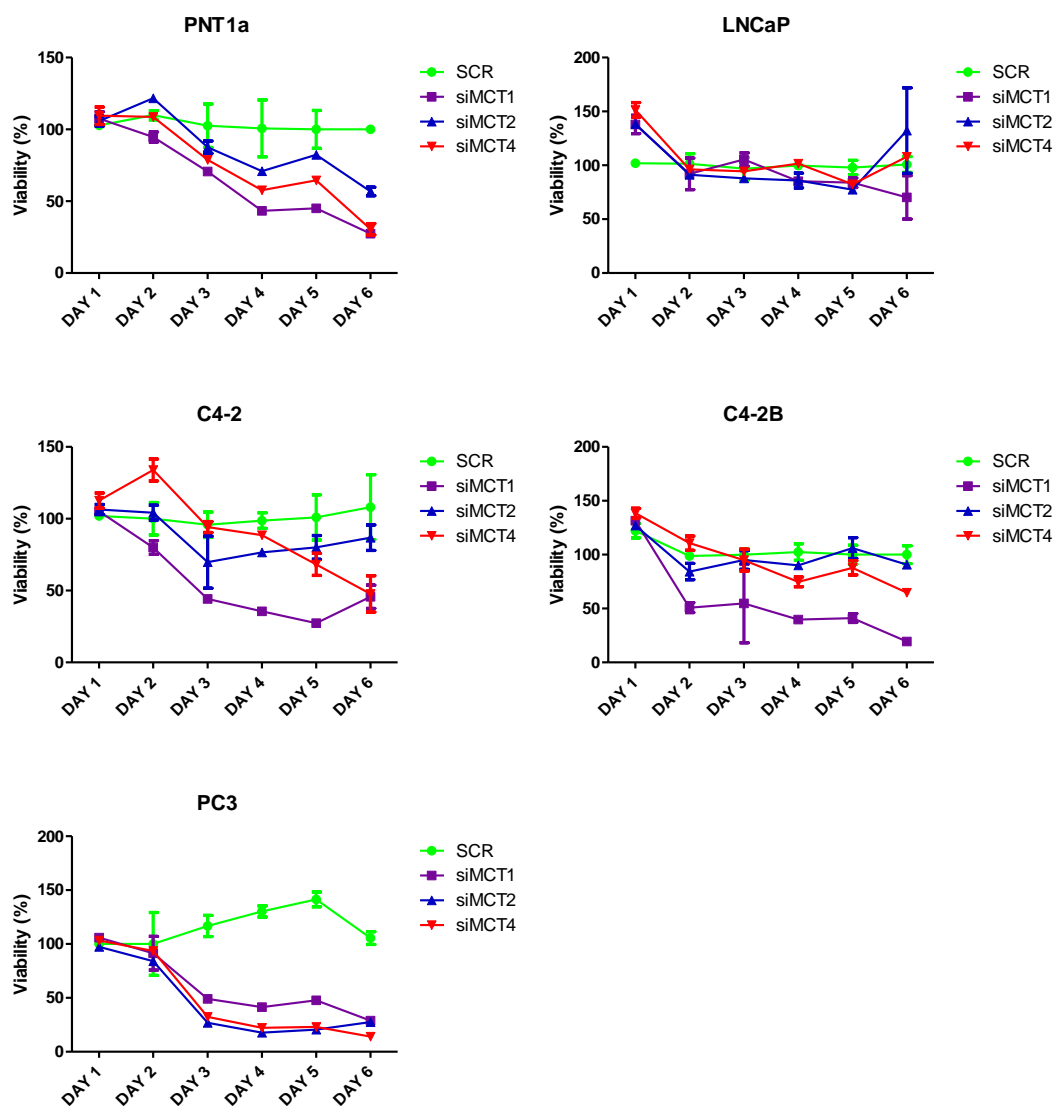 PNT1a
Viability (%)
150
100
50
0
DAY 1
DAY 2
DAY 3
DAY 4
DAY 5
DAY 6
SCR
siMCT1
siMCT2
siMCT4
LNCaP
Viability (%)
200
150
100
50
0
DAY 1
DAY 2
DAY 3
DAY 4
DAY 5
DAY 6
SCR
siMCT1
siMCT2
siMCT4
C4-2
Viability (%)
150
100
50
0
DAY 1
DAY 2
DAY 3
DAY 4
DAY 5
DAY 6
SCR
siMCT1
siMCT2
siMCT4
C4-2B
Viability (%)
200
150
100
50
0
DAY 1
DAY 2
DAY 3
DAY 4
DAY 5
DAY 6
SCR
siMCT1
siMCT2
siMCT4
PC3
Viability (%)
200
150
100
50
0
DAY 1
DAY 2
DAY 3
DAY 4
DAY 5
DAY 6
SCR
siMCT1
siMCT2
siMCT4